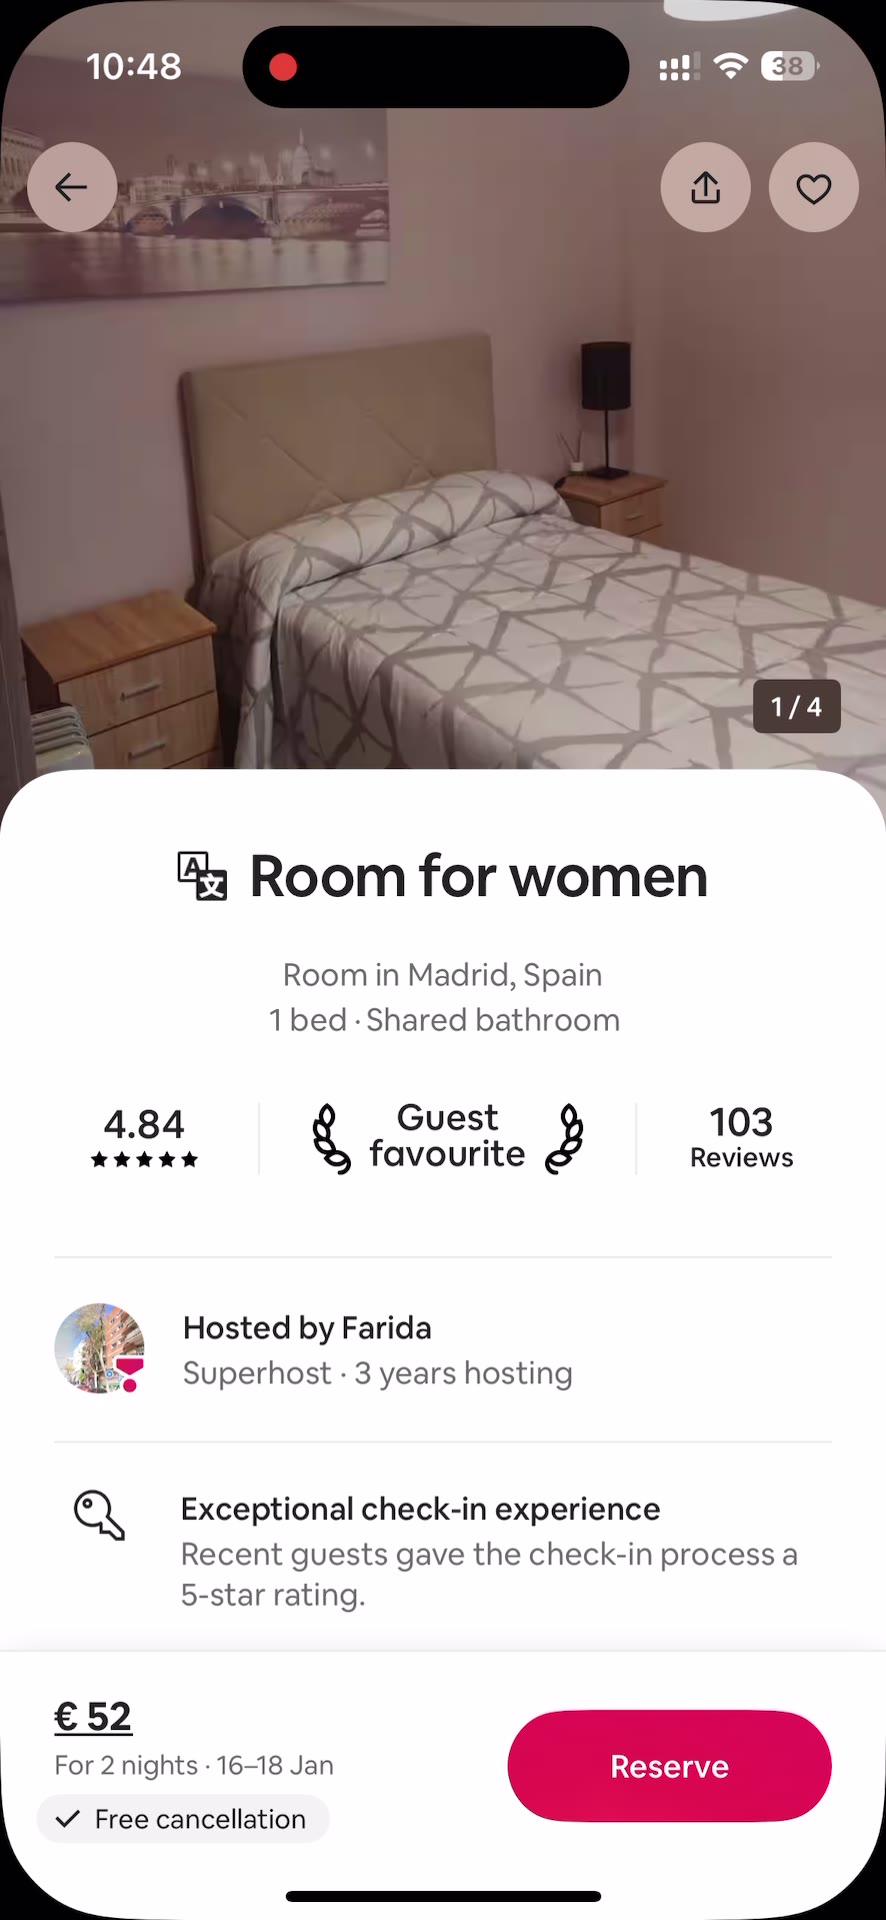 10:48
38
1 / 4
A文 Room for women
Room in Madrid, Spain
1 bed · Shared bathroom
4.84
Guest
favourite
103
Reviews
Hosted by Farida
Superhost · 3 years hosting
Exceptional check-in experience
Recent guests gave the check-in process a
5-star rating.
€ 52
For 2 nights · 16–18 Jan
Free cancellation
Reserve